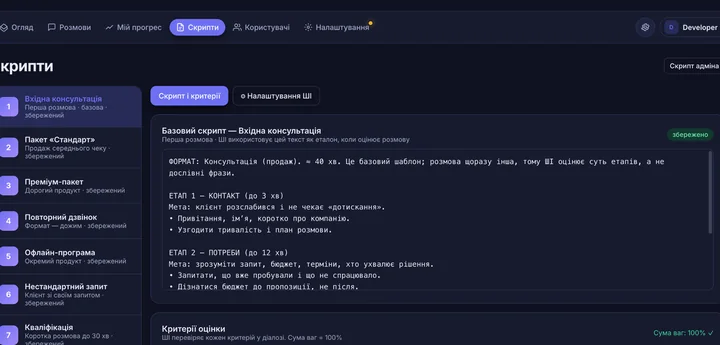 Огляд
Розмови
Мій прогрес
Скрипти
Користувачі
Налаштування
D
Developer
крипти
Скрипт адміна
1
Вхідна консультація
Перша розмова · базова ·
збережений
2
Пакет «Стандарт»
Продаж середнього чеку ·
збережений
3
Преміум-пакет
Дорогий продукт · збережений
4
Повторний дзвінок
Формат — дожим · збережений
5
Офлайн-програма
Окремий продукт · збережений
6
Нестандартний запит
Клієнт зі своїм запитом ·
збережений
7
Кваліфікація
Коротка розмова до 30 хв ·
збережений
Скрипт і критерії
Налаштування ШІ
Базовий скрипт — Вхідна консультація
Перша розмова · ШІ використовує цей текст як еталон, коли оцінює розмову
збережено
ФОРМАТ: Консультація (продаж). ≈ 40 хв. Це базовий шаблон; розмова щоразу інша, тому ШІ оцінює суть етапів, а не
дослівні фрази.
ЕТАП 1 — КОНТАКТ (до 3 хв)
Мета: клієнт розслабився і не чекає «дотискання».
• Привітання, ім'я, коротко про компанію.
• Узгодити тривалість і план розмови.
ЕТАП 2 — ПОТРЕБИ (до 12 хв)
Мета: зрозуміти запит, бюджет, терміни, хто ухвалює рішення.
• Запитати, що вже пробували і що не спрацювало.
• Дізнатися бюджет до пропозиції, не після.
Критерії оцінки
ШІ перевіряє кожен критерій у діалозі. Сума ваг = 100%
Сума ваг: 100% ✓